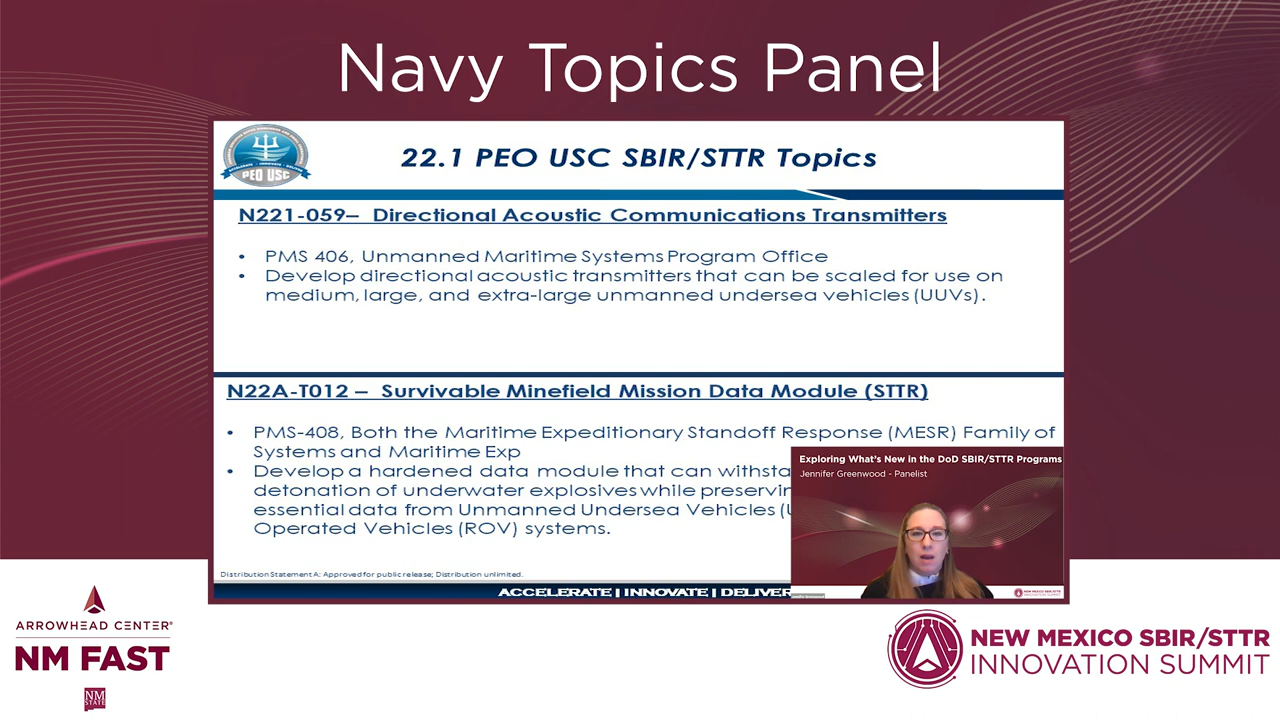 Navy Topics Panel
PEO USC
22.1 PEO USC SBIR/STTR Topics
N221-059– Directional Acoustic Communications Transmitters
• PMS 406, Unmanned Maritime Systems Program Office
• Develop directional acoustic transmitters that can be scaled for use on
medium, large, and extra-large unmanned undersea vehicles (UUVs).
N22A-T012 – Survivable Minefield Mission Data Module (STTR)
• PMS-408, Both the Maritime Expeditionary Standoff Response (MESR) Family of
Systems and Maritime Exp
• Develop a hardened data module that can withsta
detonation of underwater explosives while preservin
essential data from Unmanned Undersea Vehicles (U
Operated Vehicles (ROV) systems.
Distribution Statement A: Approved for public release; Distribution unlimited.
ACCELERATE | INNOVATE | DELIVER
Exploring What's New in the DoD SBIR/STTR Programs
Jennifer Greenwood - Panelist
NEW MEXICO SBIR/STTR
INNOVATION SUMMIT
ARROWHEAD CENTER®
NM FAST
NM
STATE
NEW MEXICO SBIR/STTR
INNOVATION SUMMIT